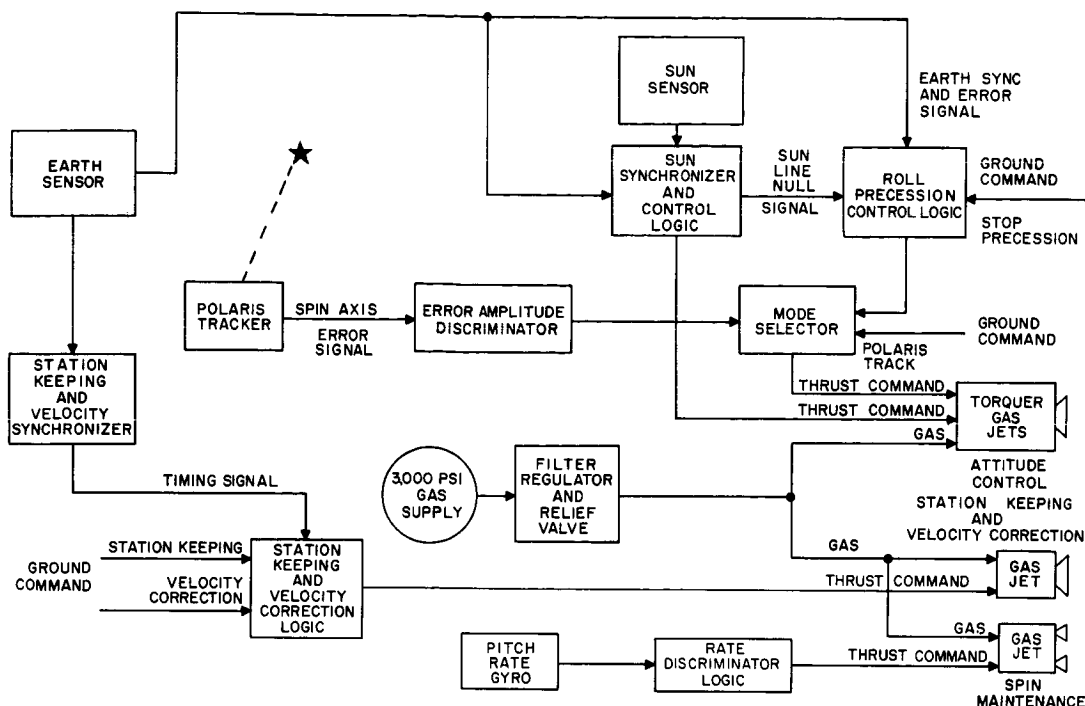 EARTH
SENSOR
SUN
SENSOR
EARTH SYNC
AND ERROR
SIGNAL
SUN
SYNCHRONIZER
AND
CONTROL
LOGIC
SUN
LINE
NULL
SIGNAL
ROLL
PRECESSION
CONTROL LOGIC
GROUND
COMMAND
STOP
PRECESSION
POLARIS
TRACKER
SPIN AXIS
ERROR
SIGNAL
ERROR AMPLITUDE
DISCRIMINATOR
MODE
SELECTOR
GROUND
COMMAND
POLARIS
TRACK
STATION
KEEPING
AND
VELOCITY
SYNCHRONIZER
THRUST COMMAND
THRUST COMMAND
GAS
TORQUER
GAS
JETS
ATTITUDE
CONTROL
TIMING SIGNAL
3,000 PSI
GAS
SUPPLY
FILTER
REGULATOR
AND
RELIEF
VALVE
STATION KEEPING
AND
VELOCITY CORRECTION
GROUND
COMMAND
STATION KEEPING
VELOCITY
CORRECTION
STATION
KEEPING
AND
VELOCITY
CORRECTION
LOGIC
GAS
THRUST COMMAND
GAS
JET
PITCH
RATE
GYRO
RATE
DISCRIMINATOR
LOGIC
GAS
THRUST COMMAND
GAS
JET
SPIN
MAINTENANCE